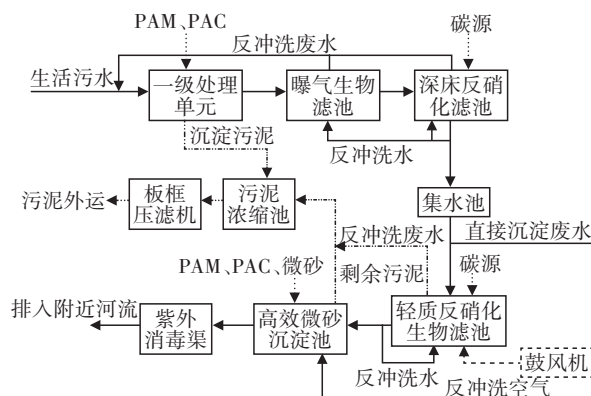 PAM、PAC
反冲洗废水
碳源
生活污水
一级处理
单元
曝气生物
滤池
深床反硝
化滤池
沉淀污泥
反冲洗水
污泥外运
板框
压滤机
污泥
浓缩池
集水池
反冲洗废水
直接沉淀废水
PAM、PAC、微砂
剩余污泥
碳源
排入附近河流
紫外
消毒渠
高效微砂
沉淀池
轻质反硝化
生物滤池
反冲洗水
鼓风机
反冲洗空气